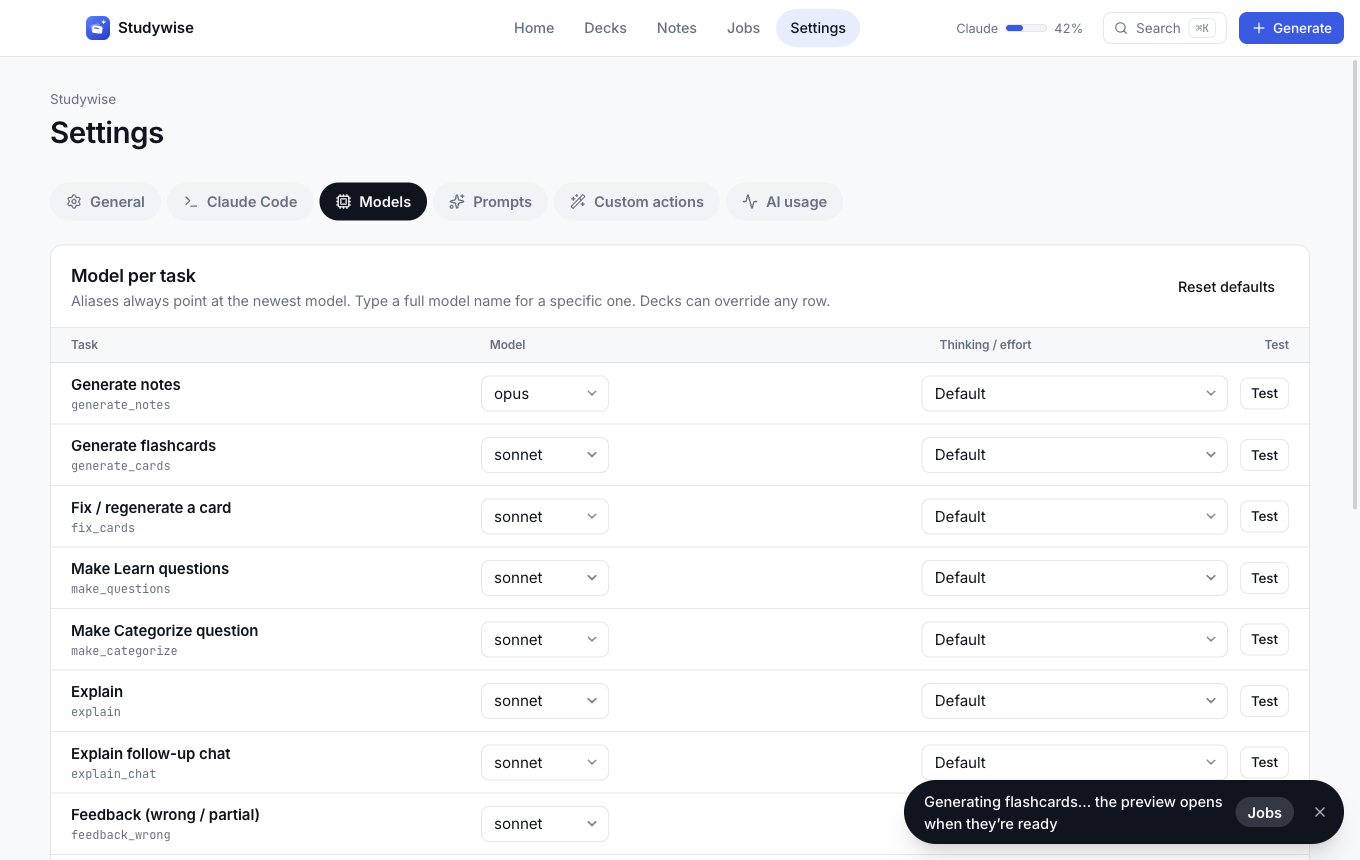 Studywise
Home
Decks
Notes
Jobs
Settings
Claude
42%
Search
⌘K
Generate
Studywise
Settings
General
Claude Code
Models
Prompts
Custom actions
AI usage
Model per task
Aliases always point at the newest model. Type a full model name for a specific one. Decks can override any row.
Reset defaults
Task
Model
Thinking / effort
Test
Generate notes
generate_notes
opus
Default
Test
Generate flashcards
generate_cards
sonnet
Default
Test
Fix / regenerate a card
fix_cards
sonnet
Default
Test
Make Learn questions
make_questions
sonnet
Default
Test
Make Categorize question
make_categorize
sonnet
Default
Test
Explain
explain
sonnet
Default
Test
Explain follow-up chat
explain_chat
sonnet
Default
Test
Feedback (wrong / partial)
feedback_wrong
sonnet
Generating flashcards… the preview opens
when they’re ready
Jobs